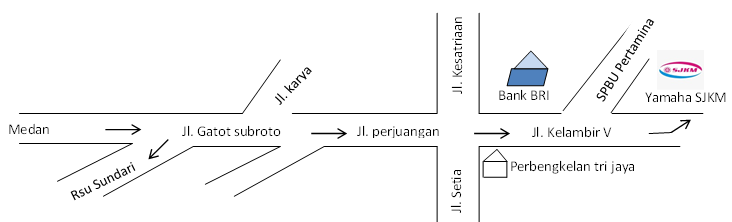 Medan
Jl. Gatot subroto
Jl. perjuangan
Jl. Kelambir V
Rsu Sundari
Jl. karya
Jl. Kesatriaan
Jl. Setia
Bank BRI
SPBU Pertamina
SJKM
Yamaha SJKM
Perbengkelan tri jaya